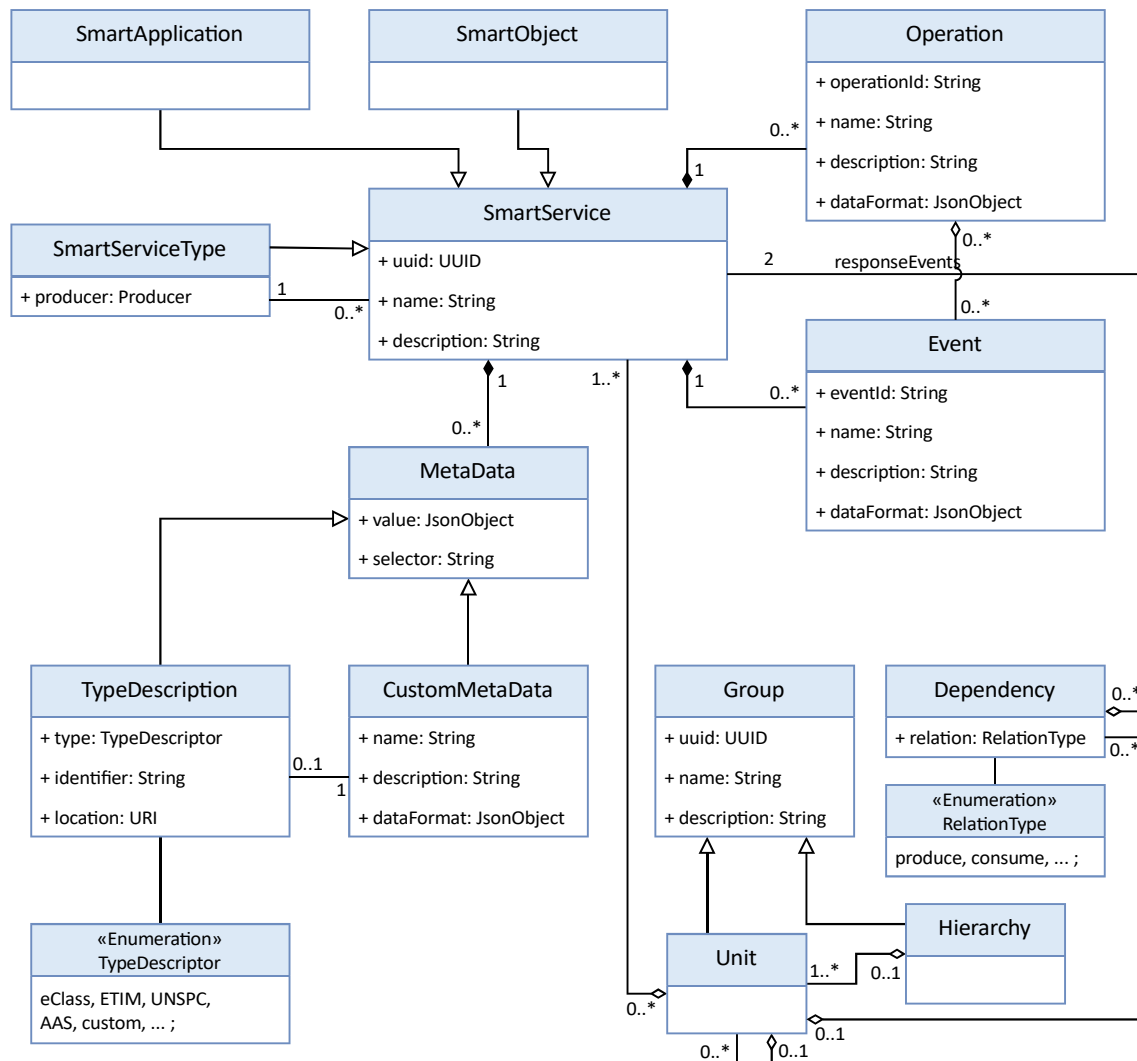 SmartApplication
SmartObject
Operation
+ operationId: String
+ name: String
+ description: String
+ dataFormat: JsonObject
0..*
1
SmartService
+ uuid: UUID
+ name: String
+ description: String
SmartServiceType
+ producer: Producer
1
0..*
2
responseEvents
0..*
0..*
Event
+ eventId: String
+ name: String
+ description: String
+ dataFormat: JsonObject
1
0..*
1..*
1
0..*
MetaData
+ value: JsonObject
+ selector: String
TypeDescription
+ type: TypeDescriptor
+ identifier: String
+ location: URI
0..1
1
CustomMetaData
+ name: String
+ description: String
+ dataFormat: JsonObject
Group
+ uuid: UUID
+ name: String
+ description: String
Dependency
+ relation: RelationType
0..*
0..*
«Enumeration»
RelationType
produce, consume, ... ;
«Enumeration»
TypeDescriptor
eClass, ETIM, UNSPC,
AAS, custom, ... ;
Hierarchy
Unit
1..*
0..1
0..*
0..1
0..*
0..1